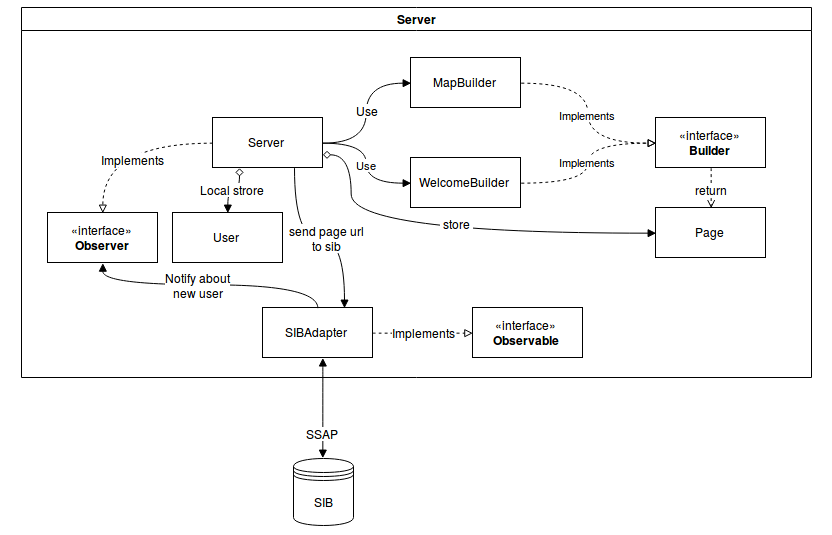 Server
MapBuilder
Use
Implements
Server
«interface»
Builder
Implements
Use
Implements
WelcomeBuilder
Local strore
return
«interface»
Observer
User
send page url
to sib
store
Page
Notify about
new user
SIBAdapter
Implements
«interface»
Observable
SSAP
SIB